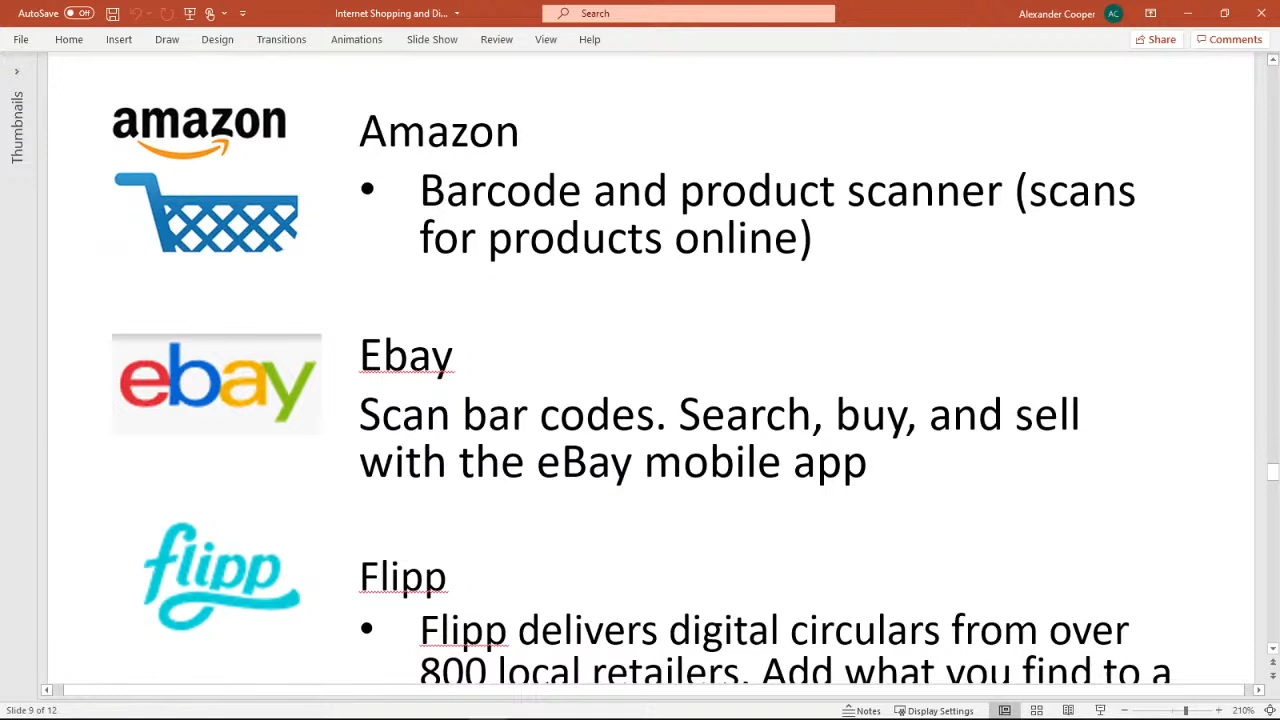 AutoSave Off Internet Shopping and Di... Search Alexander Cooper AC
File Home Insert Draw Design Transitions Animations Slide Show Review View Help Share Comments
Thumbnails
amazon
Amazon
• Barcode and product scanner (scans
for products online)
ebay
Ebay
Scan bar codes. Search, buy, and sell
with the eBay mobile app
flipp
Flipp
• Flipp delivers digital circulars from over
800 local retailers. Add what you find to a
Slide 9 of 12 Notes Display Settings 210%